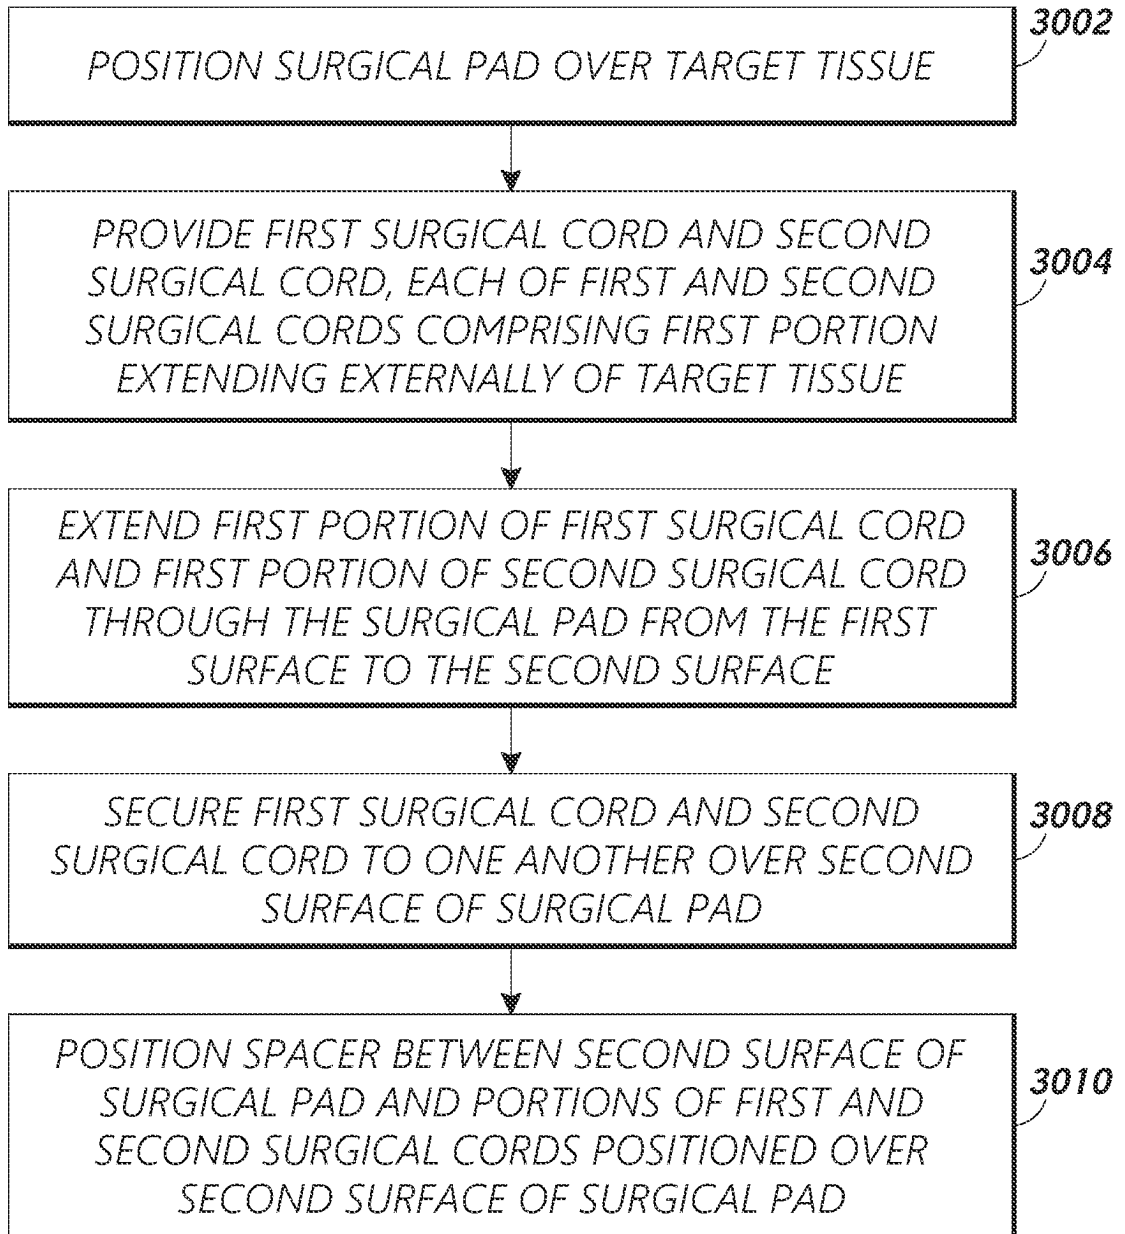 3002
POSITION SURGICAL PAD OVER TARGET TISSUE
PROVIDE FIRST SURGICAL CORD AND SECOND
SURGICAL CORD, EACH OF FIRST AND SECOND
SURGICAL CORDS COMPRISING FIRST PORTION
EXTENDING EXTERNALLY OF TARGET TISSUE
3004
EXTEND FIRST PORTION OF FIRST SURGICAL CORD
AND FIRST PORTION OF SECOND SURGICAL CORD
THROUGH THE SURGICAL PAD FROM THE FIRST
SURFACE TO THE SECOND SURFACE
3006
SECURE FIRST SURGICAL CORD AND SECOND
SURGICAL CORD TO ONE ANOTHER OVER SECOND
SURFACE OF SURGICAL PAD
3008
POSITION SPACER BETWEEN SECOND SURFACE OF
SURGICAL PAD AND PORTIONS OF FIRST AND
SECOND SURGICAL CORDS POSITIONED OVER
SECOND SURFACE OF SURGICAL PAD
3010